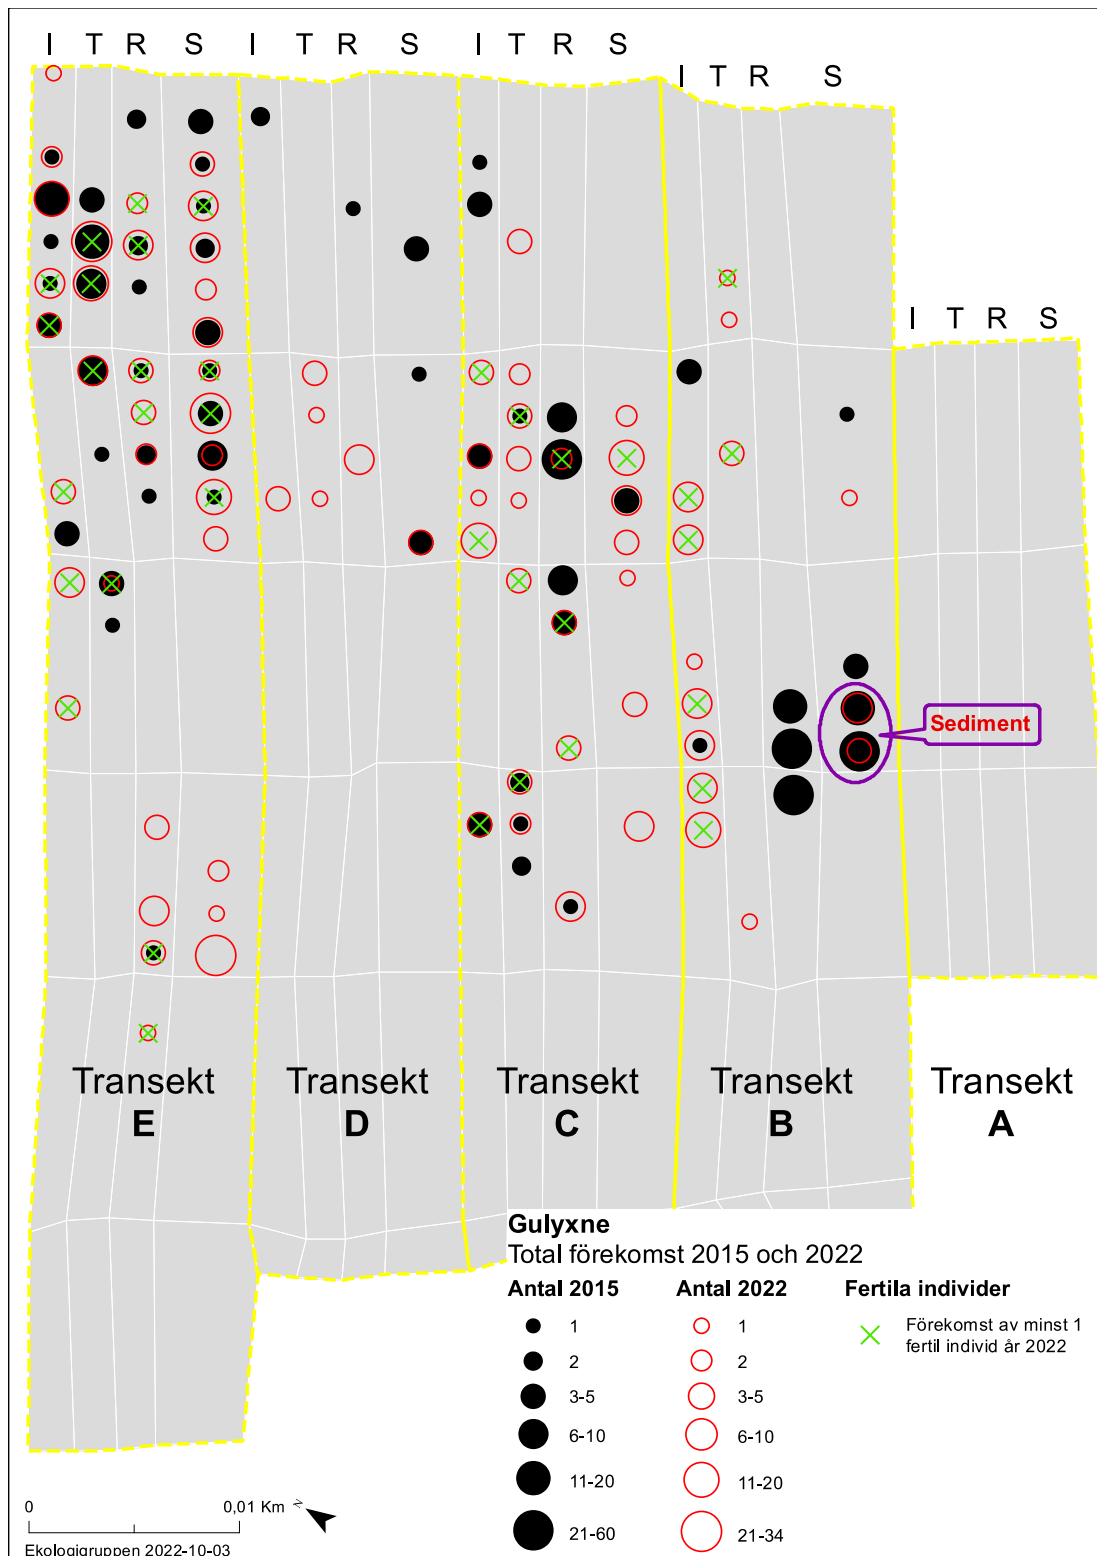 I T R S I T R S I T R S
I T R S
I T R S
Sediment
Transekt E
Transekt D
Transekt C
Transekt B
Transekt A
Gulyxne
Total förekomst 2015 och 2022
Antal 2015 Antal 2022 Fertila individer
1 1 Förekomst av minst 1
fertil individ år 2022
2 2
3-5 3-5
6-10 6-10
11-20 11-20
21-60 21-34
0 0,01 Km N
Ekologigruppen 2022-10-03